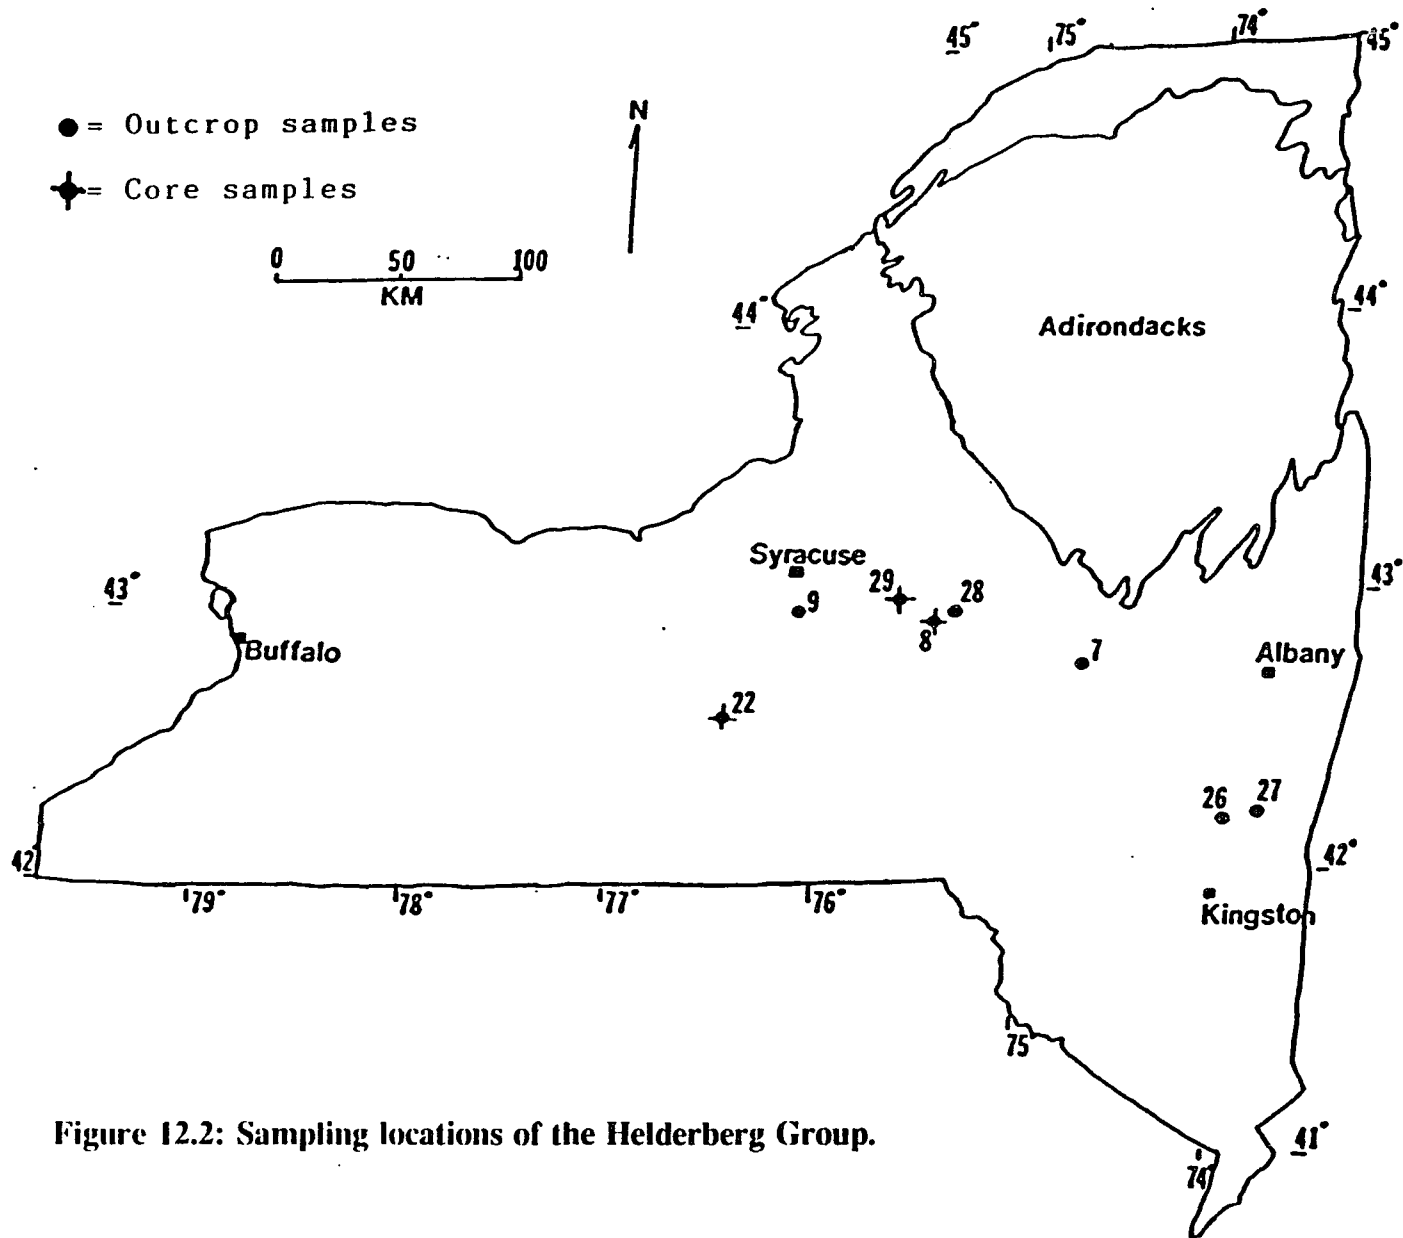 45°
75°
74°
45°
● = Outcrop samples
= Core samples
N
0 50 100
KM
44°
44°
Adirondacks
Syracuse
43°
43°
29
28
9
8
7
Buffalo
Albany
22
26
27
42
42°
79°
78°
77°
76°
Kingston
75
41°
74
Figure 12.2: Sampling locations of the Helderberg Group.